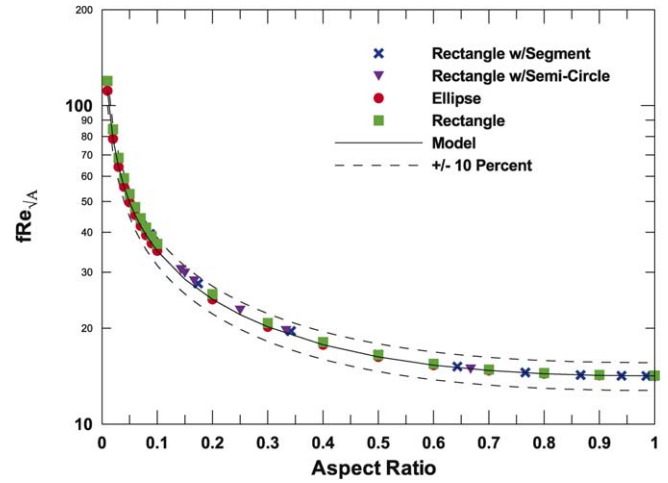 200
Rectangle w/Segment
Rectangle w/Semi-Circle
Ellipse
Rectangle
Model
+/- 10 Percent
100
90
80
70
60
50
40
30
20
10
fRe√A
0 0.1 0.2 0.3 0.4 0.5 0.6 0.7 0.8 0.9 1
Aspect Ratio